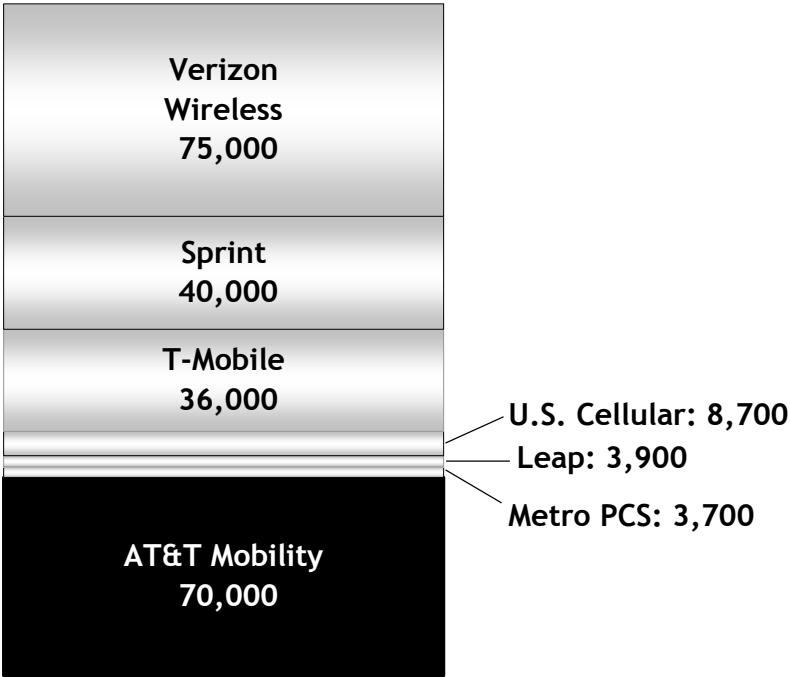 Verizon
Wireless
75,000
Sprint
40,000
T-Mobile
36,000
U.S. Cellular: 8,700
Leap: 3,900
Metro PCS: 3,700
AT&T Mobility
70,000